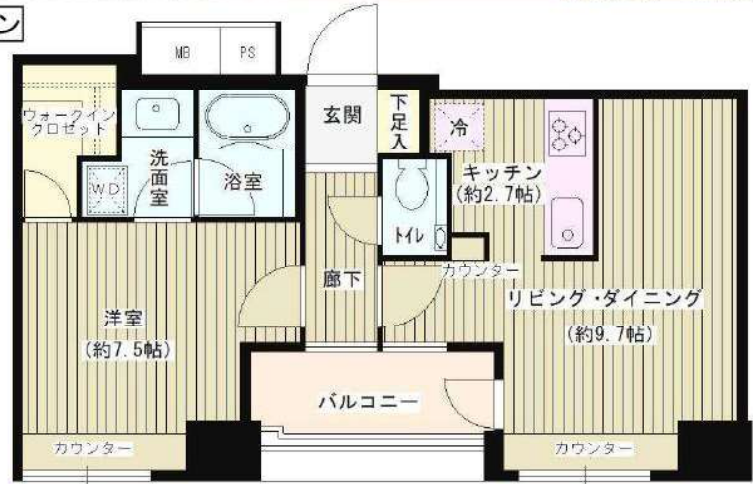 ン
MB
PS
ウォークイン
クロゼット
洗面室
WD
浴室
玄関
下足入
冷
キッチン
(約2.7帖)
トイレ
カウンター
廊下
洋室
(約7.5帖)
リビング・ダイニング
(約9.7帖)
バルコニー
カウンター
カウンター